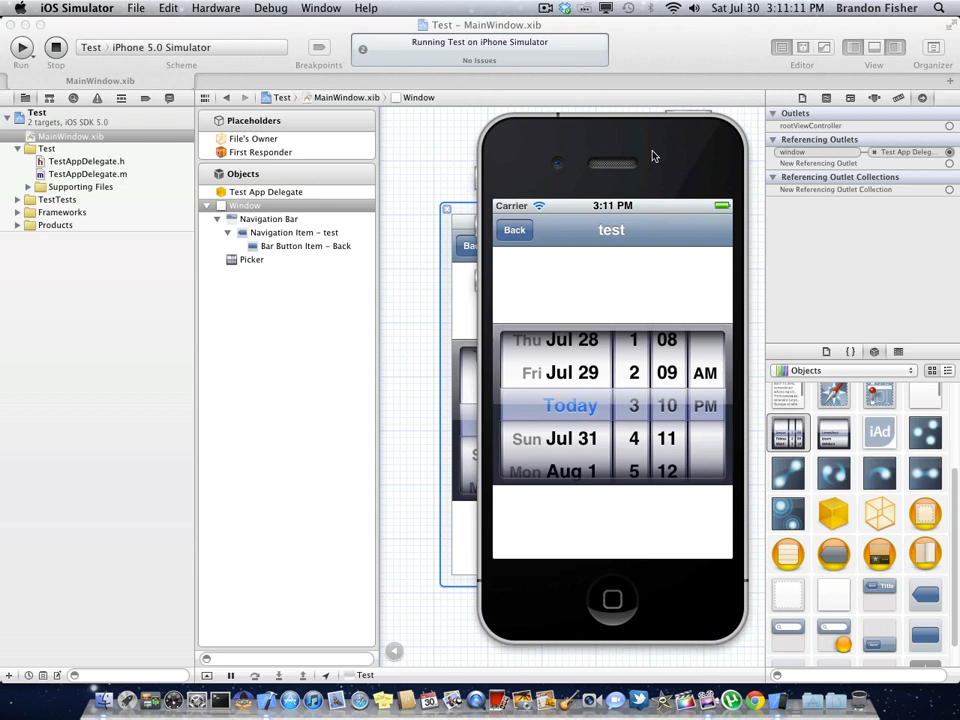 iOS Simulator File Edit Hardware Debug Window Help Sat Jul 30 3:11:11 PM Brandon Fisher
Test – MainWindow.xib
Test 〉iPhone 5.0 Simulator
2
Running Test on iPhone Simulator
No Issues
Run Stop Scheme Breakpoints Editor View Organizer
MainWindow.xib
Test
2 targets, iOS SDK 5.0
MainWindow.xib
Test
TestAppDelegate.h
TestAppDelegate.m
Supporting Files
TestTests
Frameworks
Products
Test MainWindow.xib Window
Placeholders
File's Owner
First Responder
Objects
Test App Delegate
Window
Navigation Bar
Navigation Item – test
Bar Button Item – Back
Picker
Ba
Carrier 3:11 PM
Back test
Thu Jul 28 1 08
Fri Jul 29 2 09 AM
Today 3 10 PM
Sun Jul 31 4 11
Mon Aug 1 5 12
Outlets
rootViewController
Referencing Outlets
window Test App Deleg...
New Referencing Outlet
Referencing Outlet Collections
New Referencing Outlet Collection
Objects
iAd
Title
Test
30